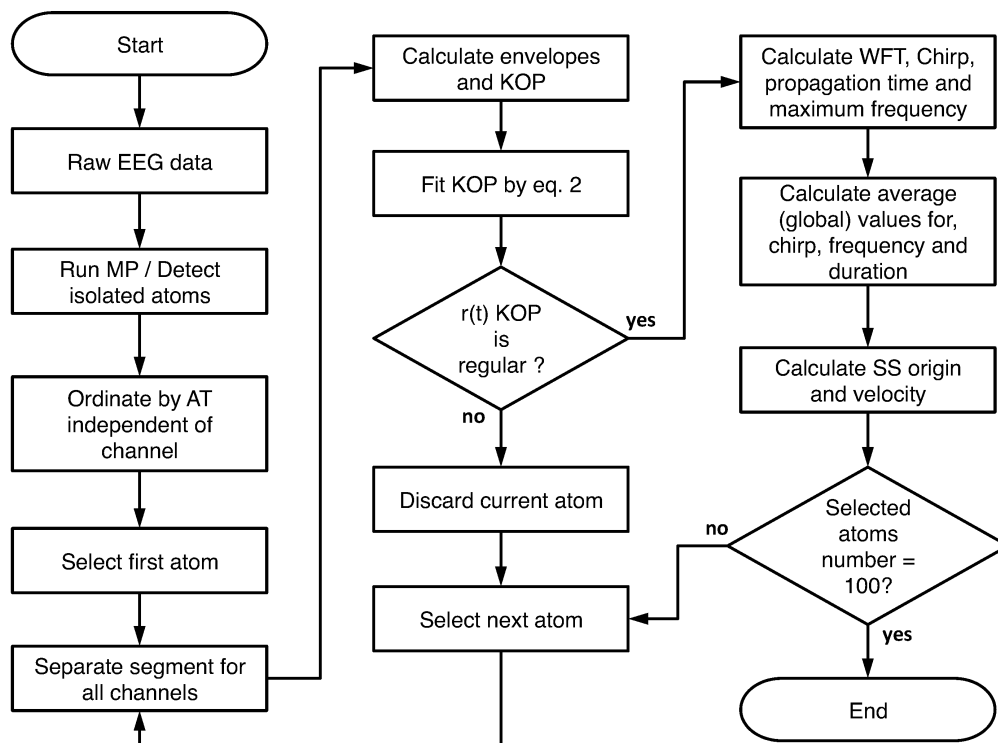 Start
Raw EEG data
Run MP / Detect
isolated atoms
Ordinate by AT
independent of
channel
Select first atom
Separate segment for
all channels
Calculate envelopes
and KOP
Fit KOP by eq. 2
r(t) KOP
is
regular ?
yes
no
Discard current atom
Select next atom
Calculate WFT, Chirp,
propagation time and
maximum frequency
Calculate average
(global) values for,
chirp, frequency and
duration
Calculate SS origin
and velocity
Selected
atoms
number =
100?
no
yes
End